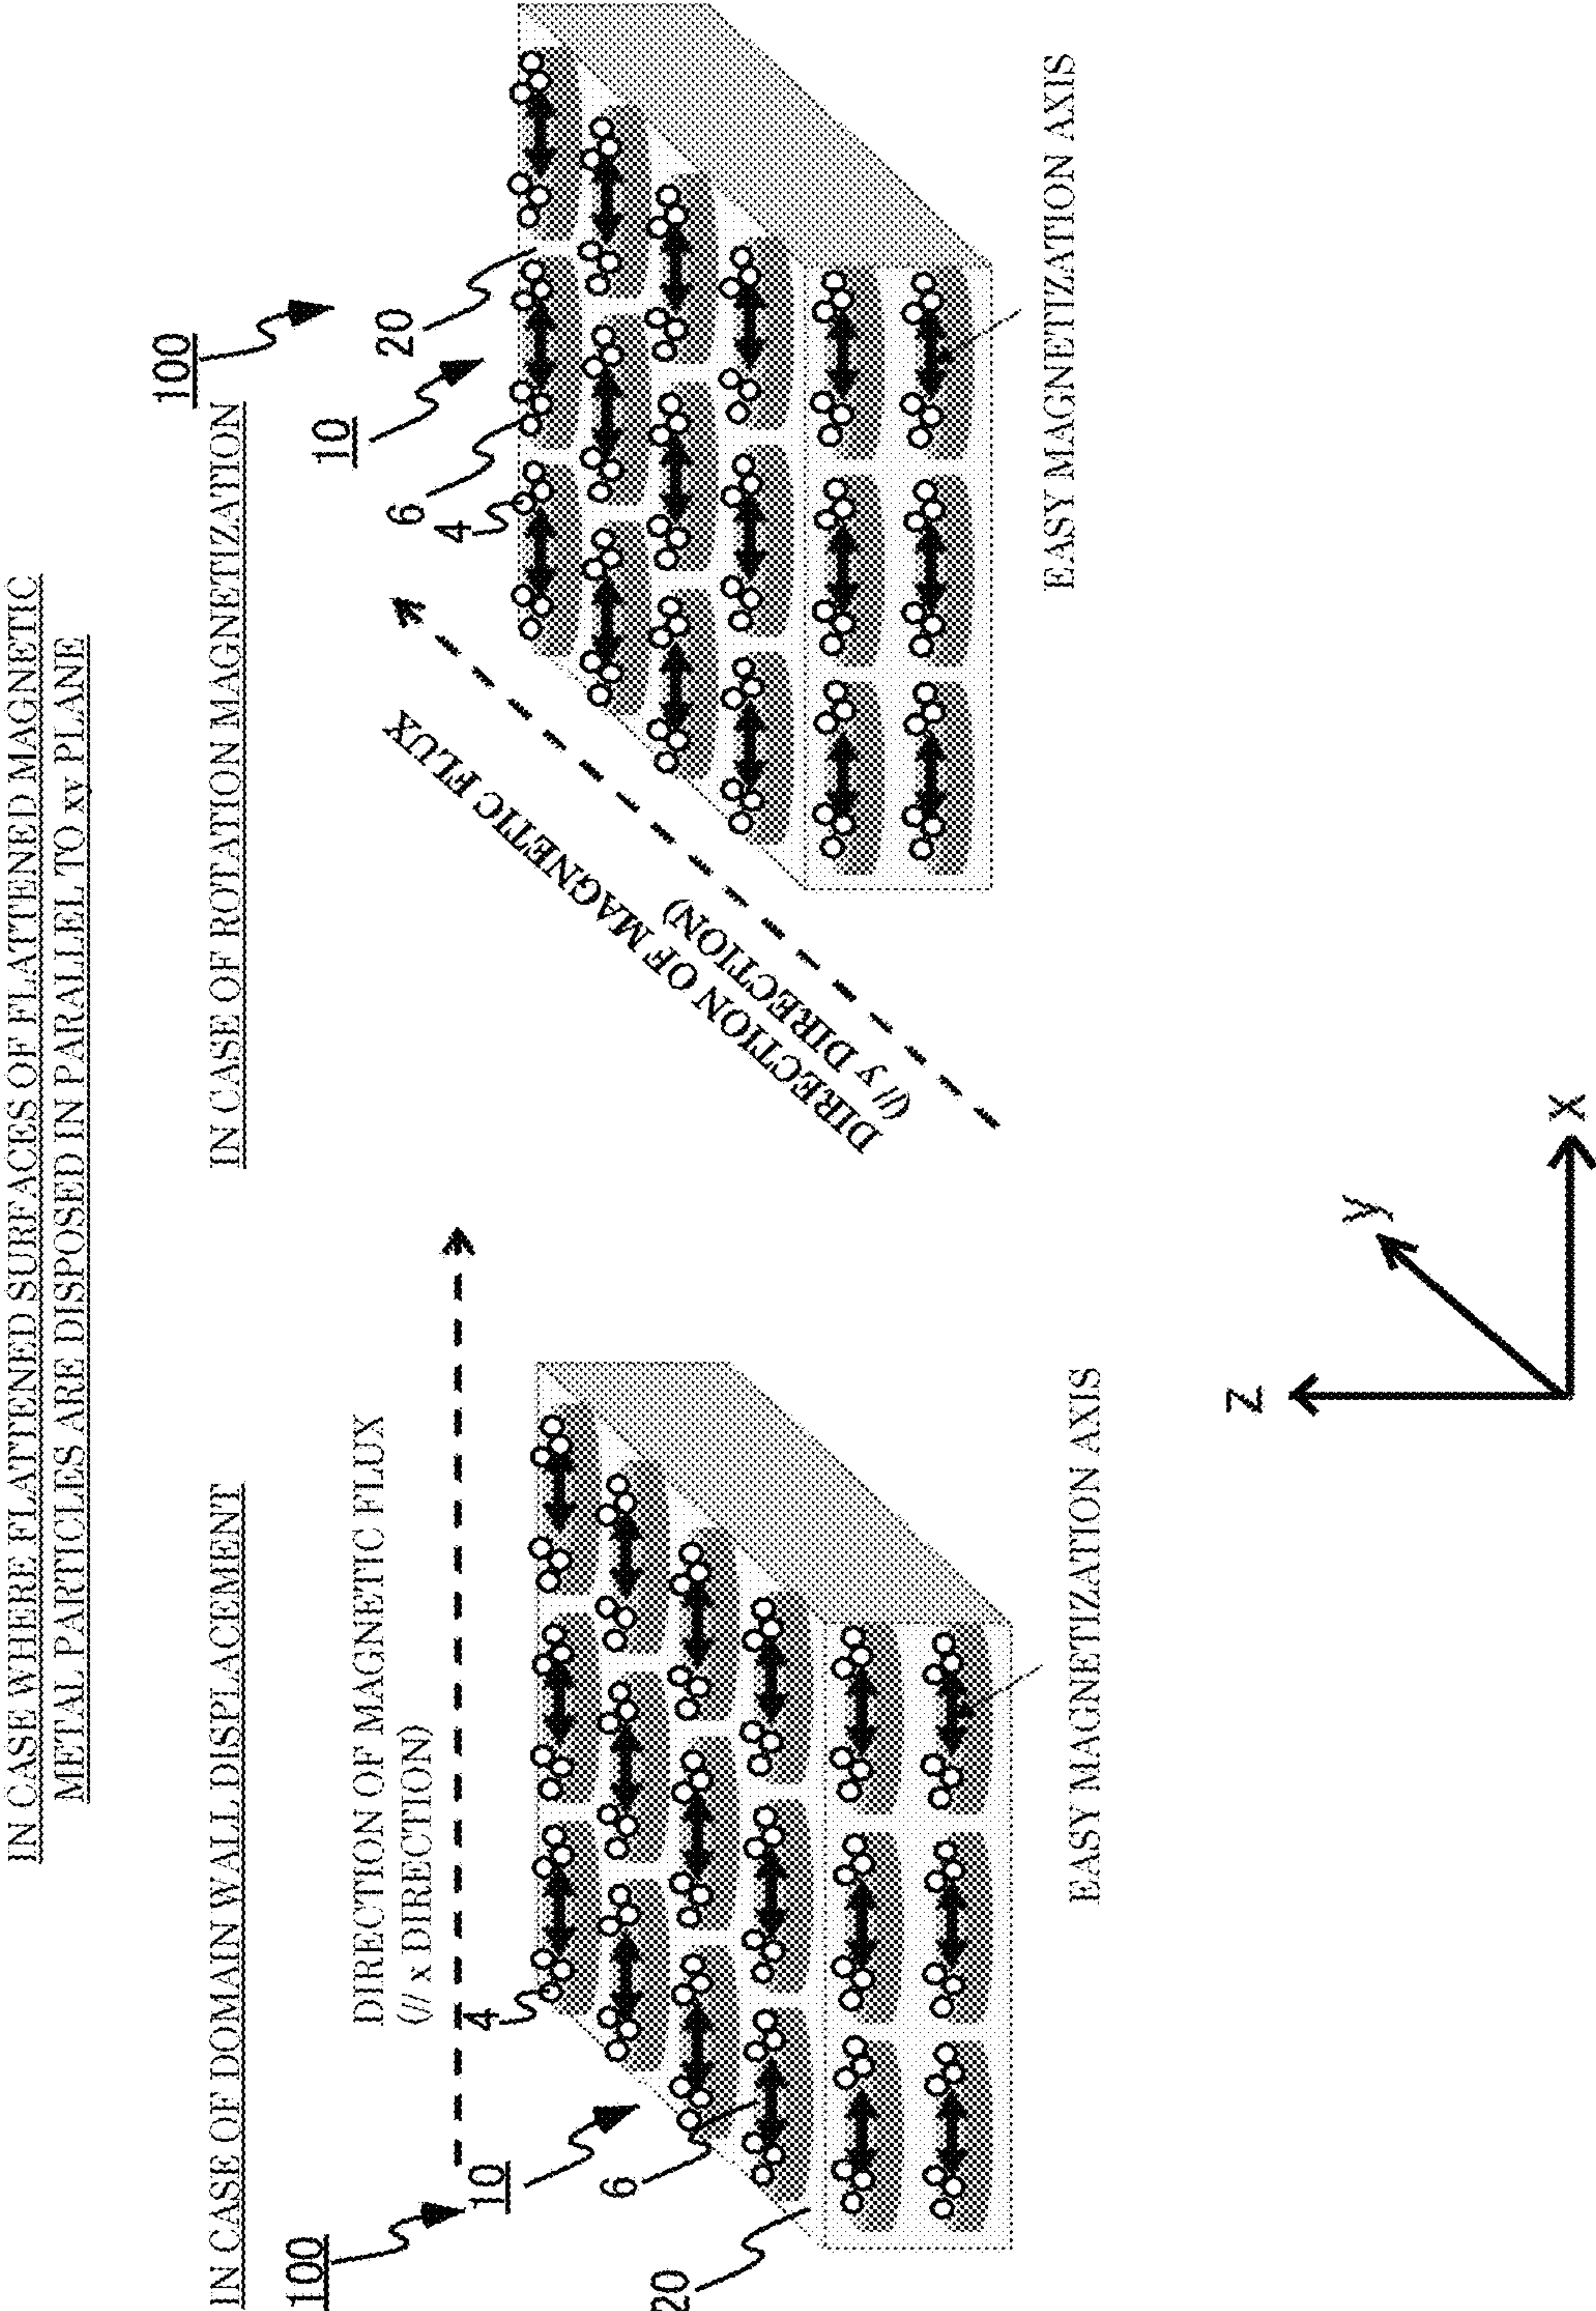 IN CASE WHERE FLATTENED SURFACES OF FLATTENED MAGNETIC
METAL PARTICLES ARE DISPOSED IN PARALLEL TO xy PLANE
IN CASE OF DOMAIN WALL DISPLACEMENT
100
DIRECTION OF MAGNETIC FLUX
(// x DIRECTION)
10
4
6
20
EASY MAGNETIZATION AXIS
IN CASE OF ROTATION MAGNETIZATION
100
10
20
6
4
DIRECTION OF MAGNETIC FLUX
(// y DIRECTION)
EASY MAGNETIZATION AXIS
z
y
x